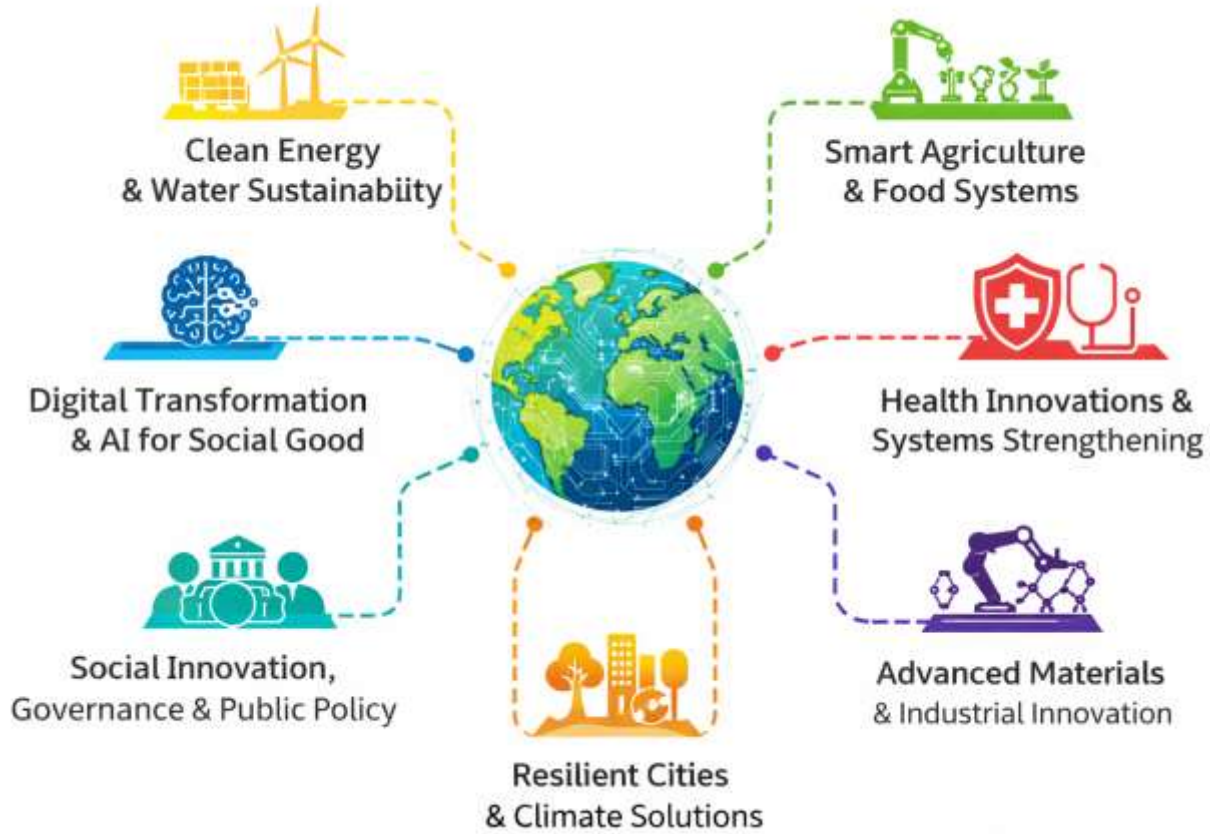 Clean Energy
& Water Sustainability
Smart Agriculture
& Food Systems
Digital Transformation
& AI for Social Good
Health Innovations &
Systems Strengthening
Social Innovation,
Governance & Public Policy
Advanced Materials
& Industrial Innovation
Resilient Cities
& Climate Solutions